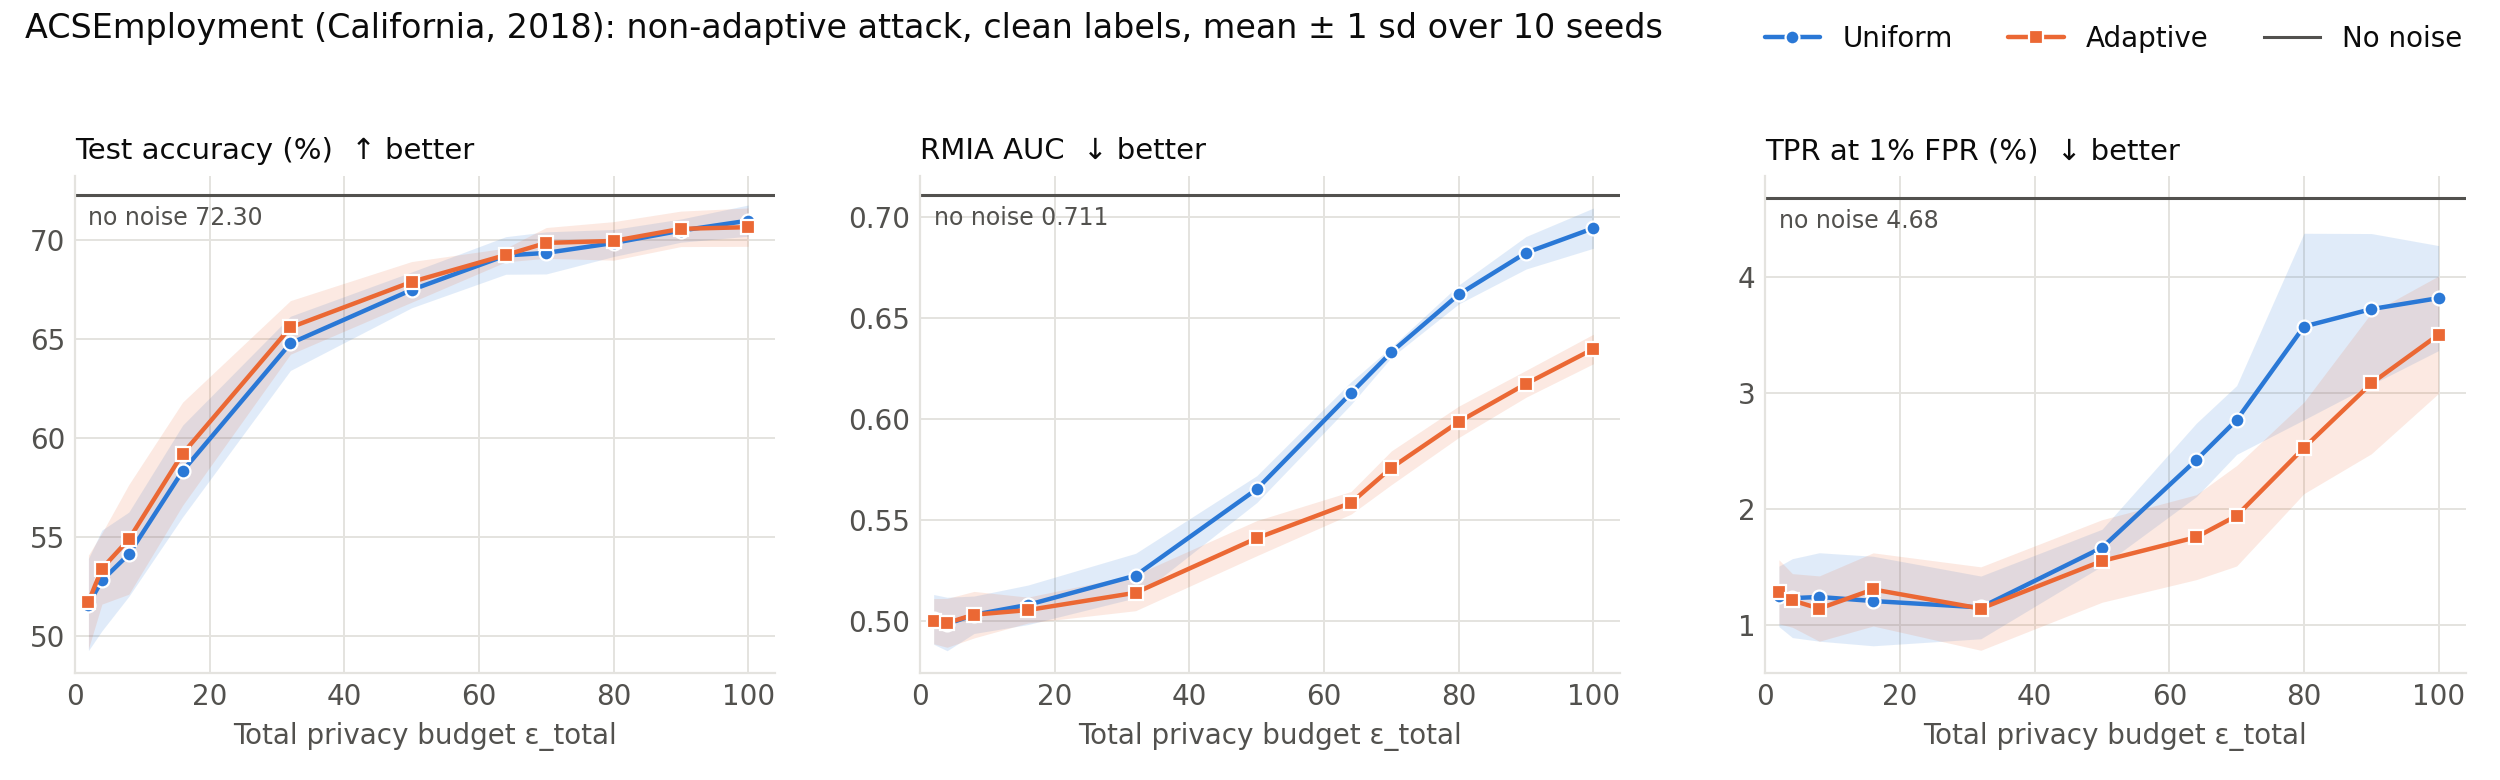 ACSEmployment (California, 2018): non-adaptive attack, clean labels, mean ± 1 sd over 10 seeds
Uniform
Adaptive
No noise
Test accuracy (%) ↑ better
no noise 72.30
70
65
60
55
50
0 20 40 60 80 100
Total privacy budget ε_total
RMIA AUC ↓ better
no noise 0.711
0.70
0.65
0.60
0.55
0.50
0 20 40 60 80 100
Total privacy budget ε_total
TPR at 1% FPR (%) ↓ better
no noise 4.68
4
3
2
1
0 20 40 60 80 100
Total privacy budget ε_total